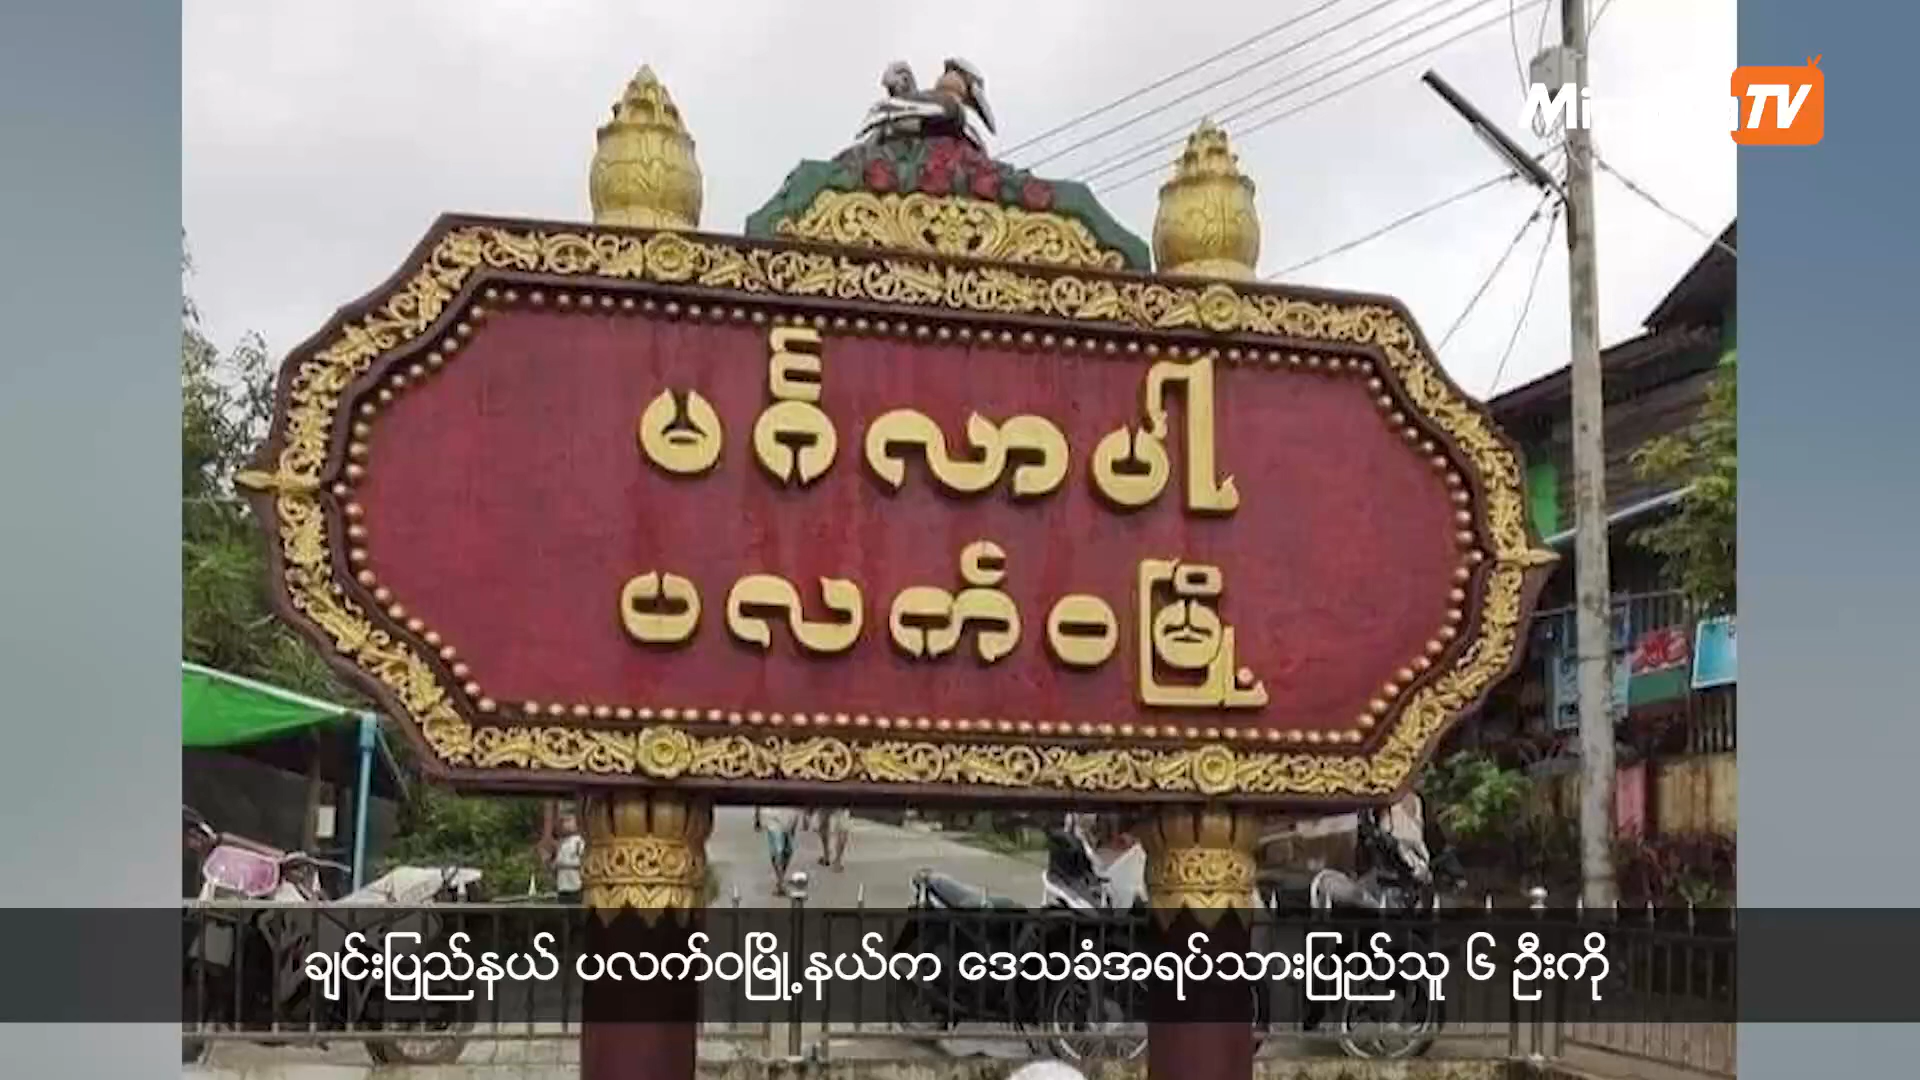 TV
မင်္ဂလာပါ
ပလက်ဝမြို့
ချင်းပြည်နယ် ပလက်ဝမြို့နယ်က ဒေသခံအရပ်သားပြည်သူ ၆ ဦးကို